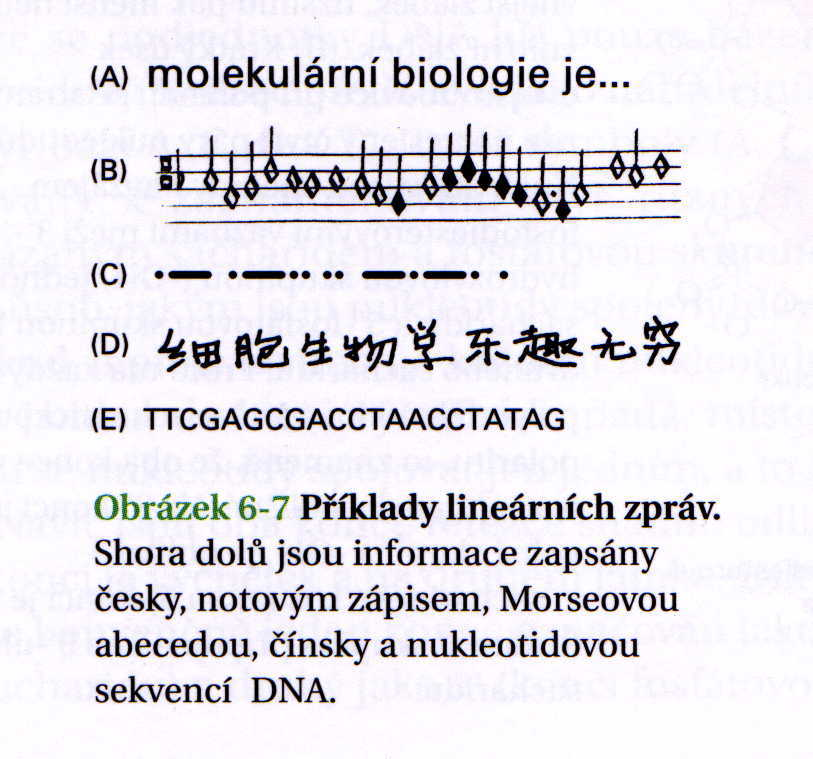 (A) molekulární biologie je...
(B)
(C) · — · — · · · · — · — ·
(D) 细胞生物学乐趣无穷
(E) TTCGAGCGACCTAACCTATAG
Obrázek 6-7 Příklady lineárních zpráv.
Shora dolů jsou informace zapsány
česky, notovým zápisem, Morseovou
abecedou, čínsky a nukleotidovou
sekvencí DNA.